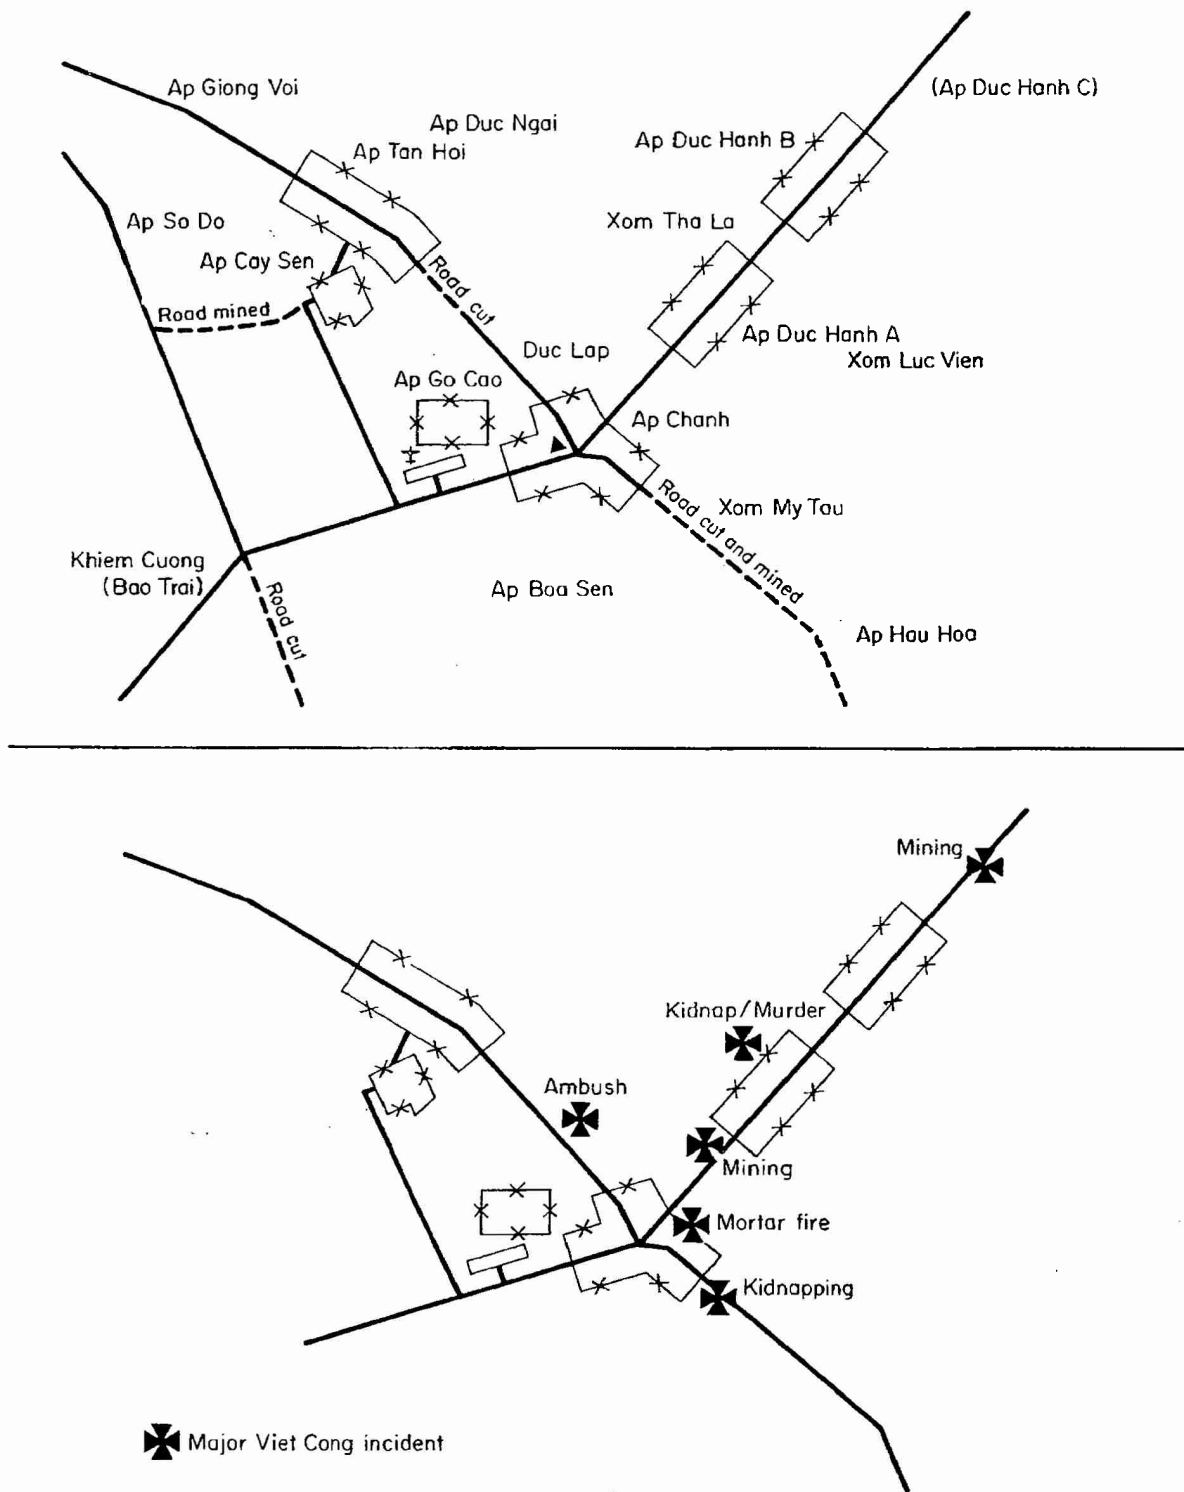 Ap Giong Voi
(Ap Duc Hanh C)
Ap Duc Ngai
Ap Duc Hanh B
Ap Tan Hoi
Ap So Do
Xom Tha La
Ap Cay Sen
Road cut
Road mined
Ap Duc Hanh A
Duc Lap
Xom Luc Vien
Ap Go Cao
Ap Chanh
Xom My Tau
Road cut and mined
Khiem Cuong
(Bao Trai)
Road cut
Ap Boa Sen
Ap Hau Hoa
Mining
Kidnap/Murder
Ambush
Mining
Mortar fire
Kidnapping
Major Viet Cong incident